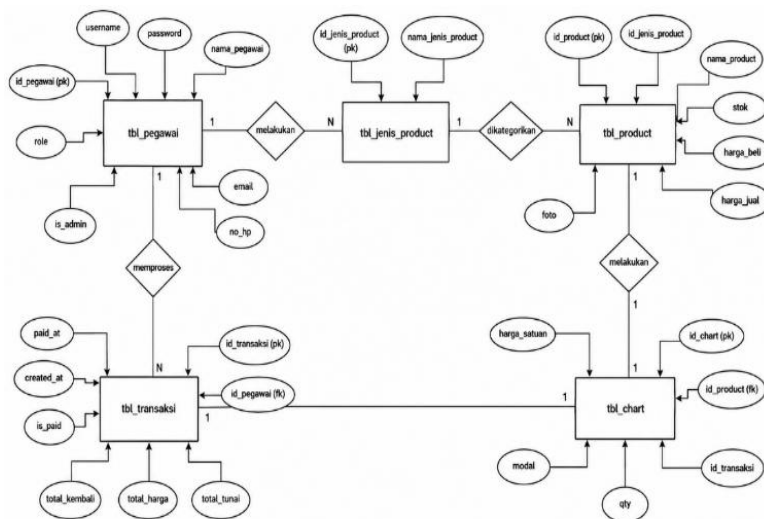 username
password
nama_pegawai
id_pegawai (pk)
tbl_pegawai
role
is_admin
email
no_hp
1
melakukan
N
id_jenis_product
(pk)
nama_jenis_product
tbl_jenis_product
1
dikategorikan
N
id_product (pk)
id_jenis_product
nama_product
tbl_product
stok
harga_beli
harga_jual
foto
1
memproses
N
1
melakukan
1
1
paid_at
created_at
is_paid
id_transaksi (pk)
id_pegawai (fk)
tbl_transaksi
total_kembali
total_harga
total_tunai
1
1
harga_satuan
id_chart (pk)
id_product (fk)
tbl_chart
modal
qty
id_transaksi